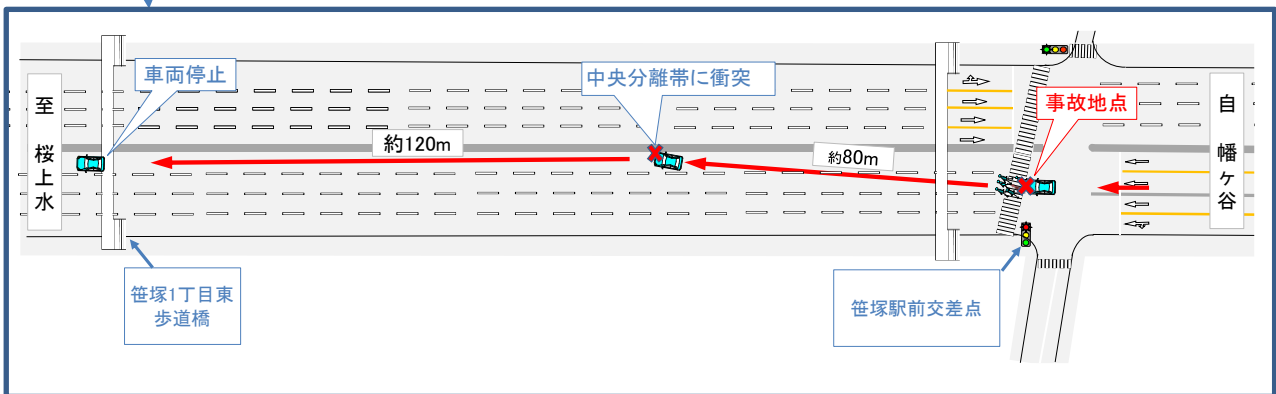 車両停止
中央分離帯に衝突
事故地点
至 桜上水
約120m
約80m
自 幡ヶ谷
笹塚1丁目東
歩道橋
笹塚駅前交差点